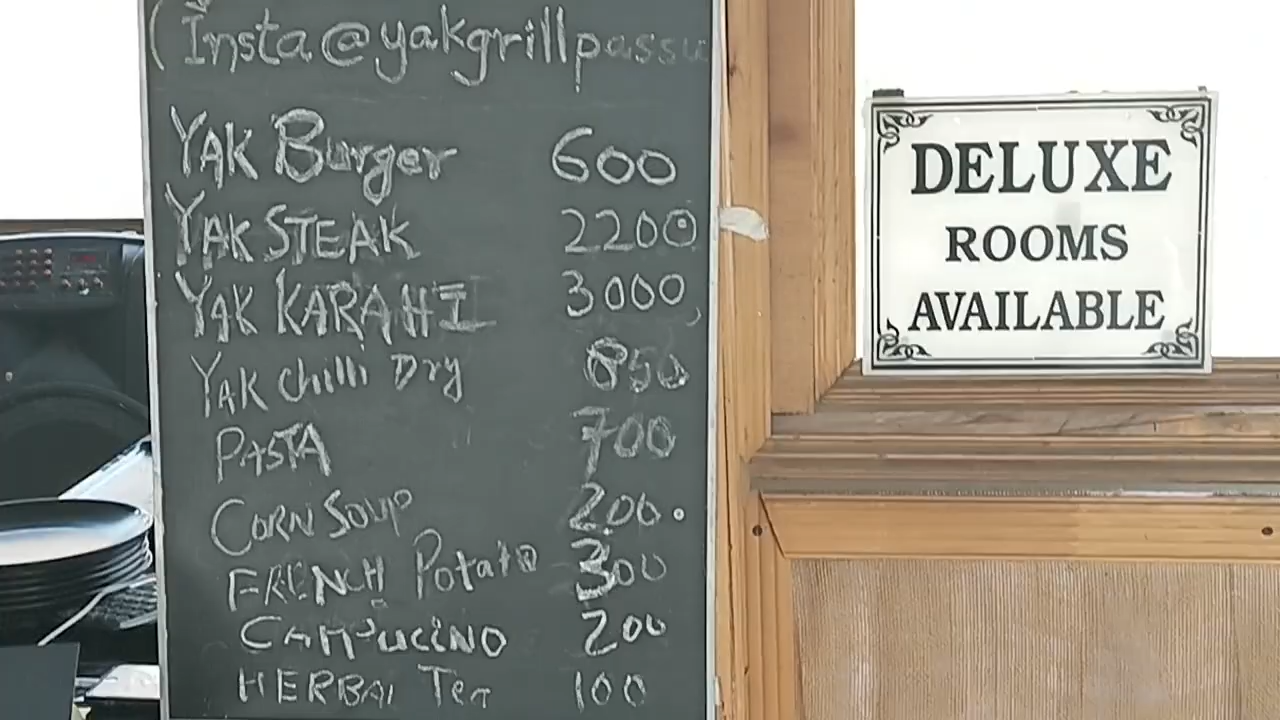 (Insta@yakgrillpassu
YAK Burger 600
YAK STEAK 2200
YAK KARAHI 3000
YAK chilli Dry 850
PASTA 700
CORN SOUP 200
FRENCH Potato 300
CAMPUCINO 200
HERBAL Tea 100
DELUXE
ROOMS
AVAILABLE